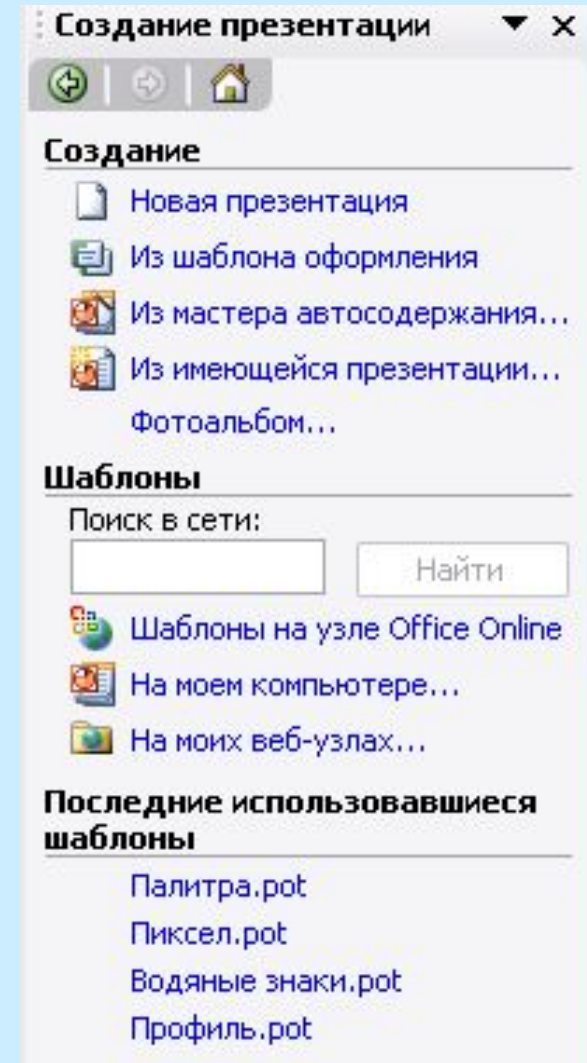 Создание презентации
Создание
Новая презентация
Из шаблона оформления
Из мастера автосодержания...
Из имеющейся презентации...
Фотоальбом...
Шаблоны
Поиск в сети:
Найти
Шаблоны на узле Office Online
На моем компьютере...
На моих веб-узлах...
Последние использовавшиеся
шаблоны
Палитра.pot
Пиксел.pot
Водяные знаки.pot
Профиль.pot